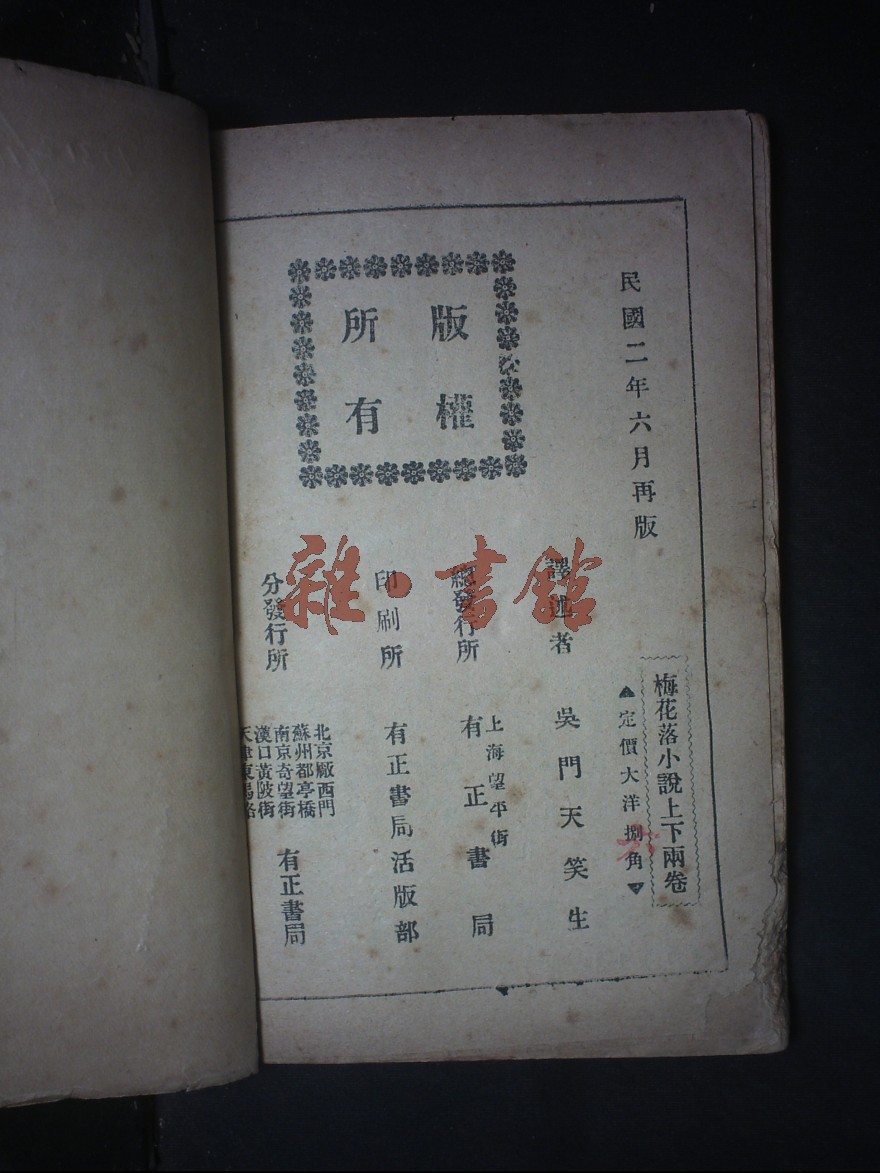 民國二年六月再版
梅花落小說上下兩卷
▲定價大洋捌角▼
譯述者 吳門天笑生
總發行所 上海望平街 有正書局
印刷所 有正書局活版部
分發行所
北京廠西門
蘇州都亭橋
南京奇望街
漢口黃陂街
天津東馬路
有正書局
版權
所有
雜·書館